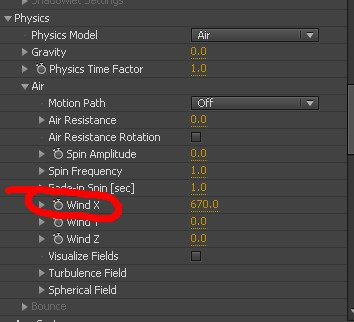 Shadowlet Settings
Physics
Physics Model Air
Gravity 0.0
Physics Time Factor 1.0
Air
Motion Path Off
Air Resistance 0.0
Air Resistance Rotation
Spin Amplitude 0.0
Spin Frequency 1.0
Fade-in Spin [sec] 1.0
Wind X 670.0
Wind Y 0.0
Wind Z 0.0
Visualize Fields
Turbulence Field
Spherical Field
Bounce